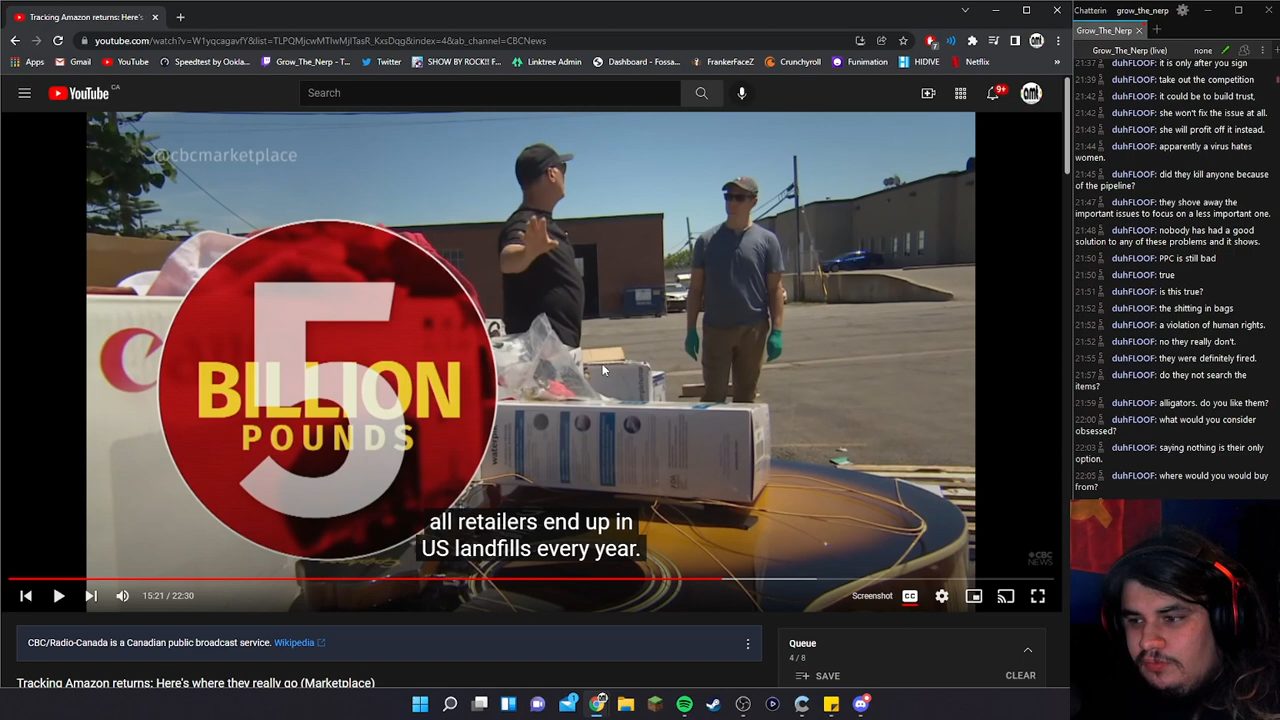 Tracking Amazon returns: Here's
youtube.com/watch?v=W1yqcagavfY&list=TLPQMjcwMTIwMjITasR_KxsDqg&index=4&ab_channel=CBCNews
7
Apps Gmail YouTube Speedtest by Ookla... Grow_The_Nerp - T... Twitter SHOW BY ROCK!! F... Linktree Admin Dashboard - Fossa... FrankerFaceZ Crunchyroll Funimation HIDIVE Netflix
YouTube CA
Search
9+
@cbcmarketplace
5
BILLION
POUNDS
all retailers end up in
US landfills every year.
CBC
NEWS
15:21 / 22:30
Screenshot
CC
CBC/Radio-Canada is a Canadian public broadcast service. Wikipedia
Queue
4 / 8
SAVE
CLEAR
Tracking Amazon returns: Here's where they really go (Marketplace)
Chatterin
grow_the_nerp
Grow_The_Nerp
Grow_The_Nerp (live)
none
21:37 duhFLOOF: it is only after you sign
21:39 duhFLOOF: take out the competition
21:42 duhFLOOF: it could be to build trust,
21:42 duhFLOOF: she won't fix the issue at all.
21:43 duhFLOOF: she will profit off it instead.
21:44 duhFLOOF: apparently a virus hates
women.
21:45 duhFLOOF: did they kill anyone because
of the pipeline?
21:47 duhFLOOF: they shove away the
important issues to focus on a less important one.
21:48 duhFLOOF: nobody has had a good
solution to any of these problems and it shows.
21:50 duhFLOOF: PPC is still bad
21:50 duhFLOOF: true
21:51 duhFLOOF: is this true?
21:52 duhFLOOF: the shitting in bags
21:52 duhFLOOF: a violation of human rights.
21:52 duhFLOOF: no they really don't.
21:55 duhFLOOF: they were definitely fired.
21:57 duhFLOOF: do they not search the
items?
21:59 duhFLOOF: alligators. do you like them?
22:00 duhFLOOF: what would you consider
obsessed?
22:03 duhFLOOF: saying nothing is their only
option.
22:05 duhFLOOF: where would you would buy
from?